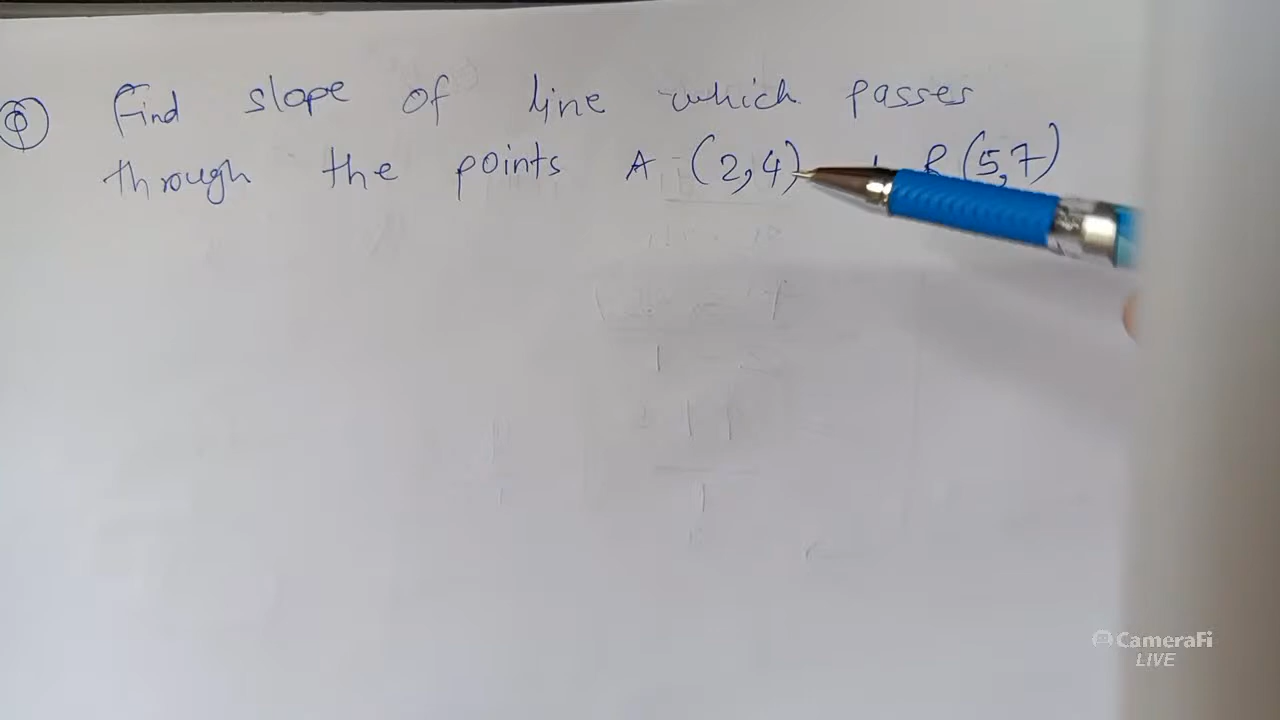 Q Find slope of line which passes
through the points A (2,4) (5,7)
CameraFi
LIVE